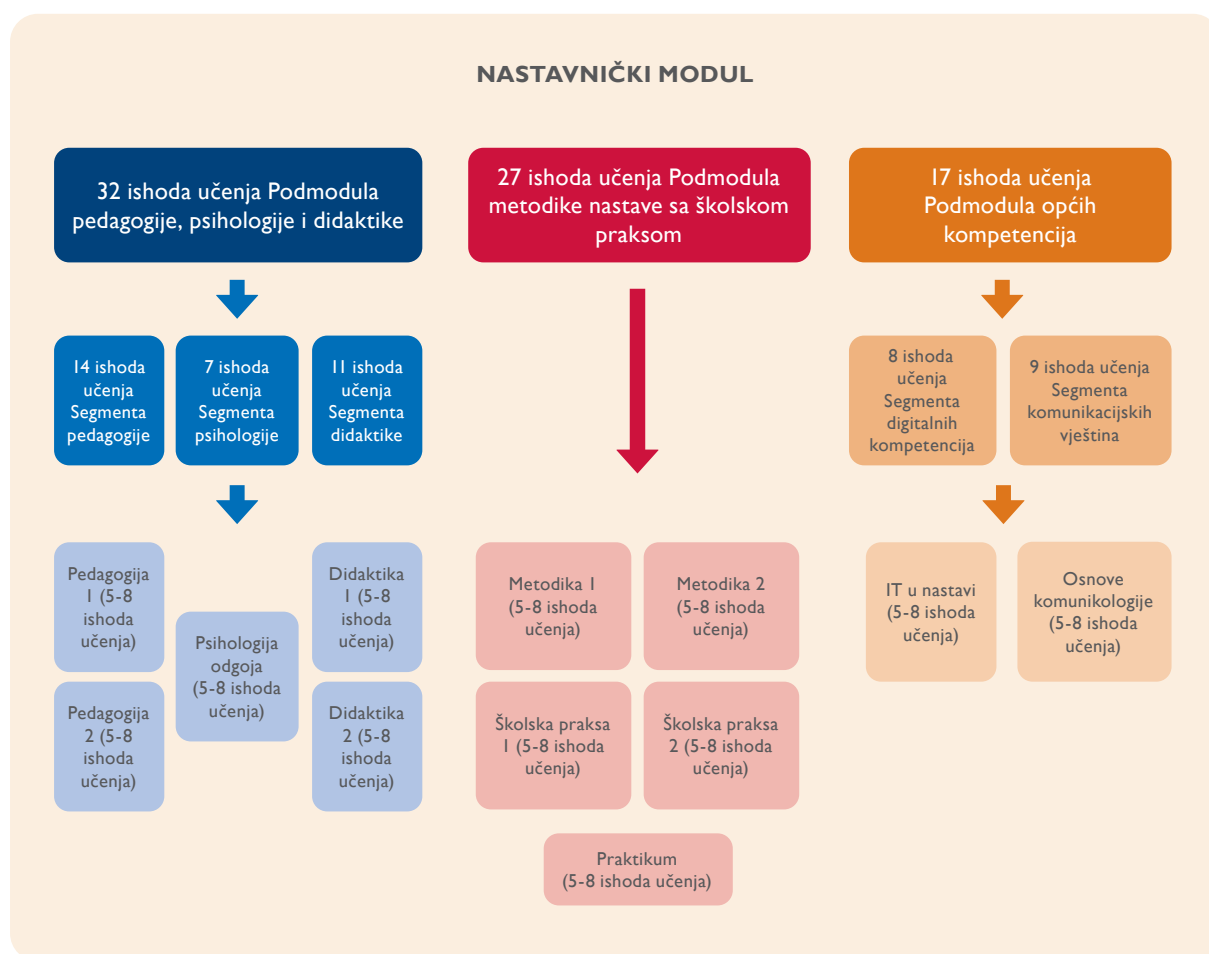 NASTAVNIČKI MODUL
32 ishoda učenja Podmodula
pedagogije, psihologije i didaktike
27 ishoda učenja Podmodula
metodike nastave sa školskom
praksom
17 ishoda učenja
Podmodula općih
kompetencija
14 ishoda
učenja
Segmenta
pedagogije
7 ishoda
učenja
Segmenta
psihologije
11 ishoda
učenja
Segmenta
didaktike
8 ishoda
učenja
Segmenta
digitalnih
kompetencija
9 ishoda učenja
Segmenta
komunikacijskih
vještina
Pedagogija
1 (5-8
ishoda
učenja)
Pedagogija
2 (5-8
ishoda
učenja)
Psihologija
odgoja
(5-8 ishoda
učenja)
Didaktika
1 (5-8
ishoda
učenja)
Didaktika
2 (5-8
ishoda
učenja)
Metodika 1
(5-8 ishoda
učenja)
Metodika 2
(5-8 ishoda
učenja)
Školska praksa
1 (5-8 ishoda
učenja)
Školska praksa
2 (5-8 ishoda
učenja)
Praktikum
(5-8 ishoda učenja)
IT u nastavi
(5-8 ishoda
učenja)
Osnove
komunikologije
(5-8 ishoda
učenja)